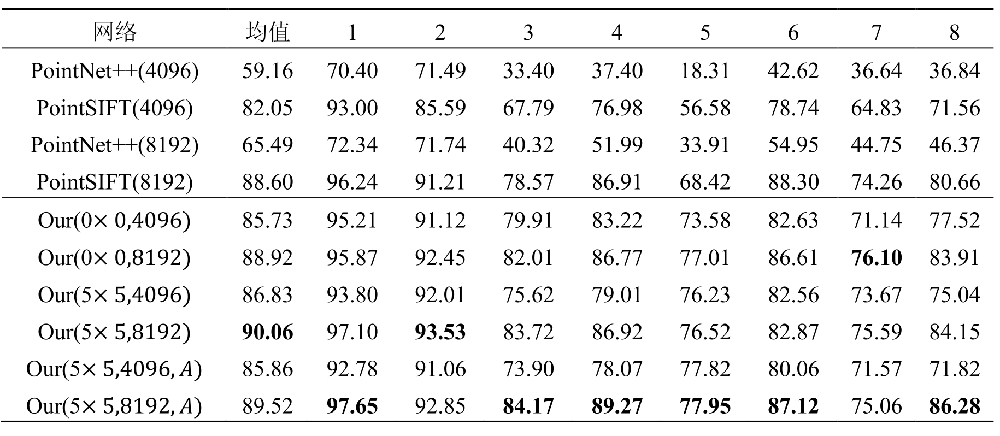 网络 均值 1 2 3 4 5 6 7 8
PointNet++(4096) 59.16 70.40 71.49 33.40 37.40 18.31 42.62 36.64 36.84
PointSIFT(4096) 82.05 93.00 85.59 67.79 76.98 56.58 78.74 64.83 71.56
PointNet++(8192) 65.49 72.34 71.74 40.32 51.99 33.91 54.95 44.75 46.37
PointSIFT(8192) 88.60 96.24 91.21 78.57 86.91 68.42 88.30 74.26 80.66
Our(0× 0,4096) 85.73 95.21 91.12 79.91 83.22 73.58 82.63 71.14 77.52
Our(0× 0,8192) 88.92 95.87 92.45 82.01 86.77 77.01 86.61 76.10 83.91
Our(5× 5,4096) 86.83 93.80 92.01 75.62 79.01 76.23 82.56 73.67 75.04
Our(5× 5,8192) 90.06 97.10 93.53 83.72 86.92 76.52 82.87 75.59 84.15
Our(5× 5,4096, A) 85.86 92.78 91.06 73.90 78.07 77.82 80.06 71.57 71.82
Our(5× 5,8192, A) 89.52 97.65 92.85 84.17 89.27 77.95 87.12 75.06 86.28